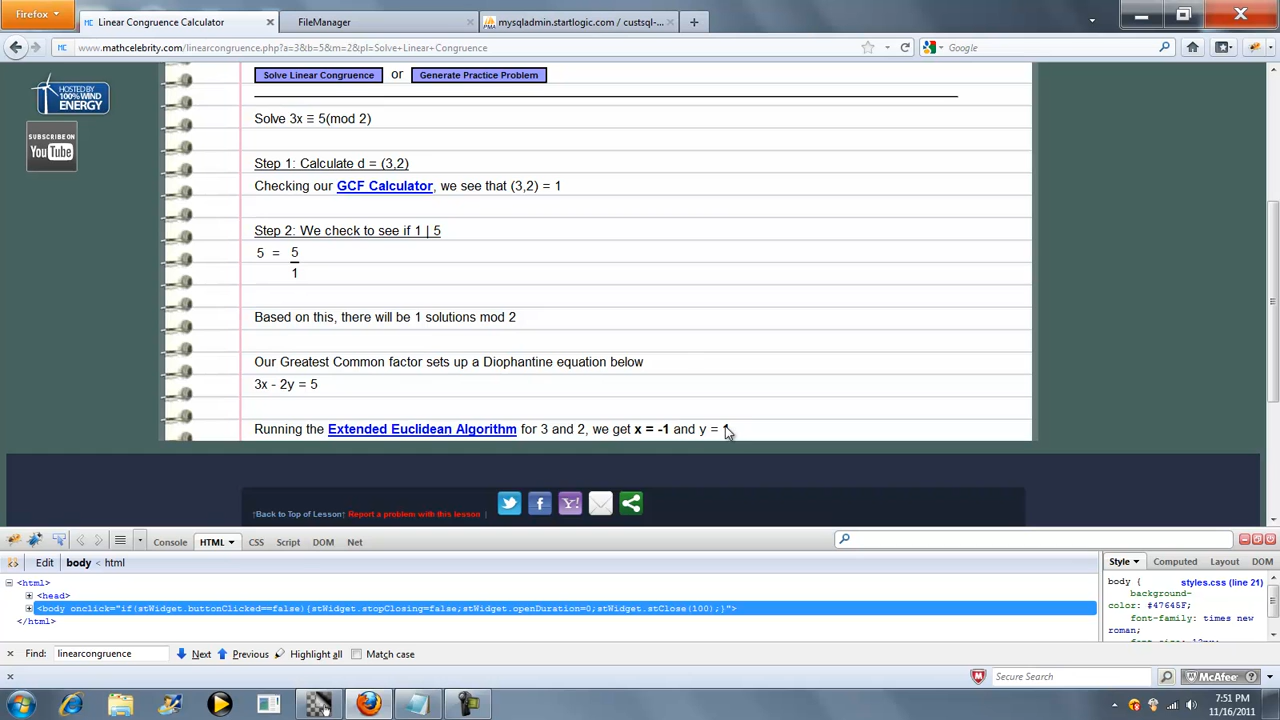 Firefox
Linear Congruence Calculator
FileManager
mysqladmin.startlogic.com / custsql-...
www.mathcelebrity.com/linearcongruence.php?a=3&b=5&m=2&pl=Solve+Linear+Congruence
Google
HOSTED BY
100% WIND
ENERGY
SUBSCRIBE ON
You Tube
Solve Linear Congruence or Generate Practice Problem
Solve 3x ≡ 5(mod 2)
Step 1: Calculate d = (3,2)
Checking our GCF Calculator, we see that (3,2) = 1
Step 2: We check to see if 1 | 5
5 = 5
1
Based on this, there will be 1 solutions mod 2
Our Greatest Common factor sets up a Diophantine equation below
3x - 2y = 5
Running the Extended Euclidean Algorithm for 3 and 2, we get x = -1 and y =
↑Back to Top of Lesson↑ Report a problem with this lesson |
Console HTML CSS Script DOM Net
Edit body < html
Style Computed Layout DOM
<html>
<head>
<body onclick="if(stWidget.buttonClicked==false){stWidget.stopClosing=false;stWidget.openDuration=0;stWidget.stClose(100);}">
</html>
body { styles.css (line 21)
background-
color: #47645F;
font-family: times new
roman;
Find: linearcongruence Next Previous Highlight all Match case
Secure Search McAfee
7:51 PM
11/16/2011